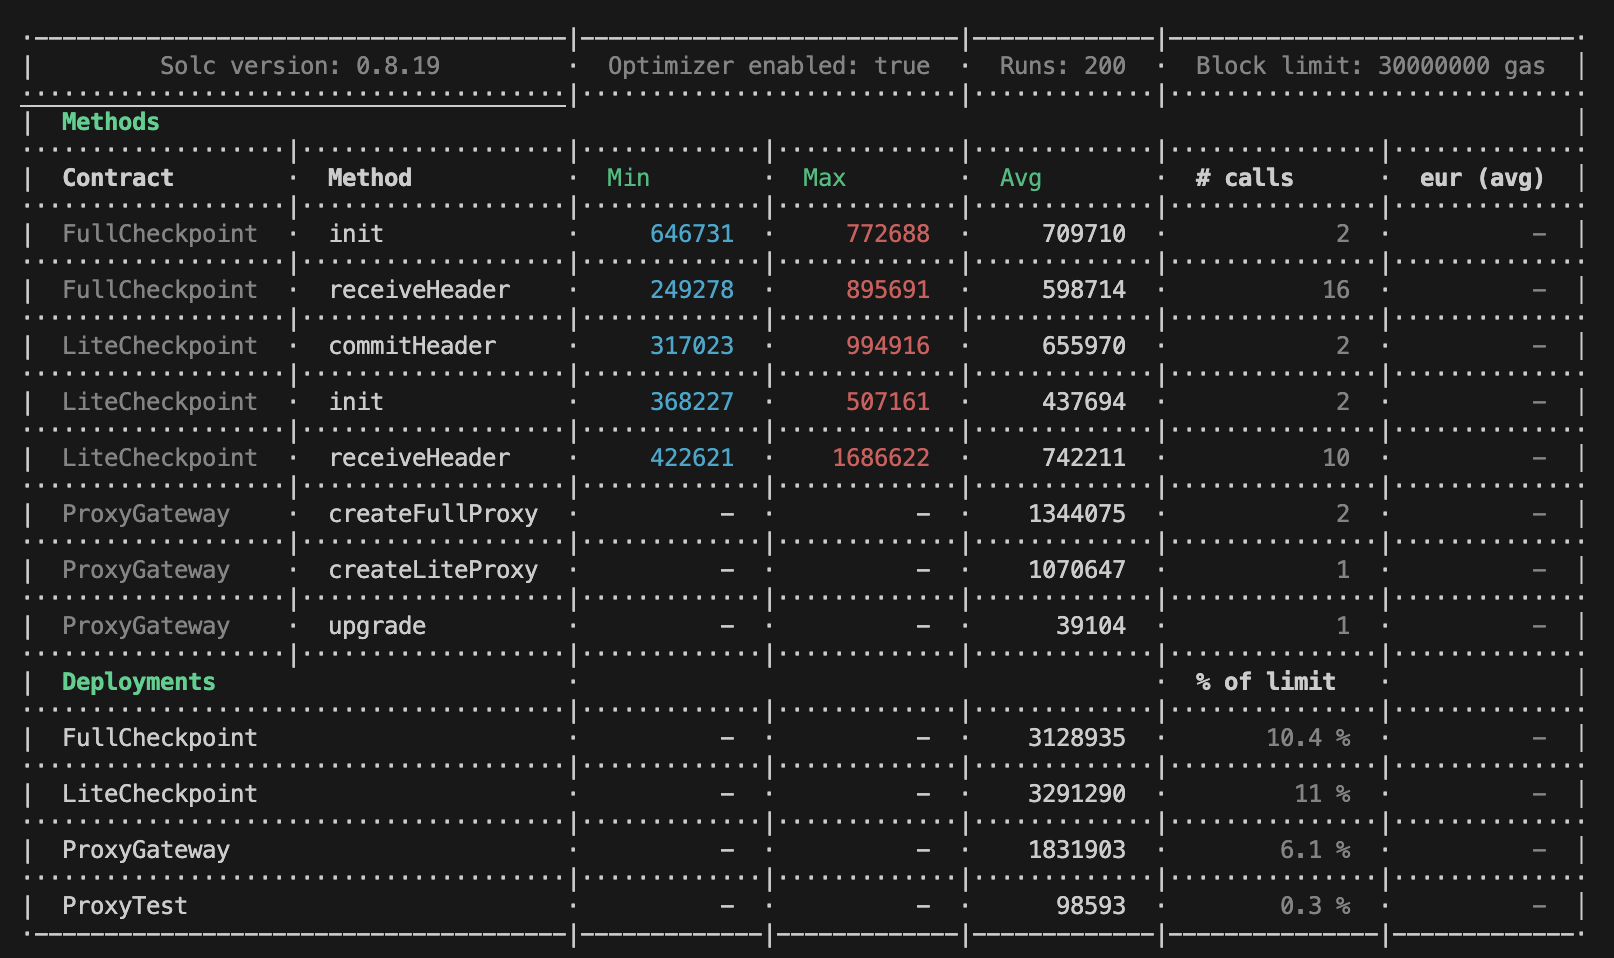 Solc version: 0.8.19 · Optimizer enabled: true · Runs: 200 · Block limit: 30000000 gas
Methods
Contract · Method · Min · Max · Avg · # calls · eur (avg)
FullCheckpoint · init · 646731 · 772688 · 709710 · 2 · -
FullCheckpoint · receiveHeader · 249278 · 895691 · 598714 · 16 · -
LiteCheckpoint · commitHeader · 317023 · 994916 · 655970 · 2 · -
LiteCheckpoint · init · 368227 · 507161 · 437694 · 2 · -
LiteCheckpoint · receiveHeader · 422621 · 1686622 · 742211 · 10 · -
ProxyGateway · createFullProxy · - · - · 1344075 · 2 · -
ProxyGateway · createLiteProxy · - · - · 1070647 · 1 · -
ProxyGateway · upgrade · - · - · 39104 · 1 · -
Deployments · · % of limit ·
FullCheckpoint · - · - · 3128935 · 10.4 % · -
LiteCheckpoint · - · - · 3291290 · 11 % · -
ProxyGateway · - · - · 1831903 · 6.1 % · -
ProxyTest · - · - · 98593 · 0.3 % · -